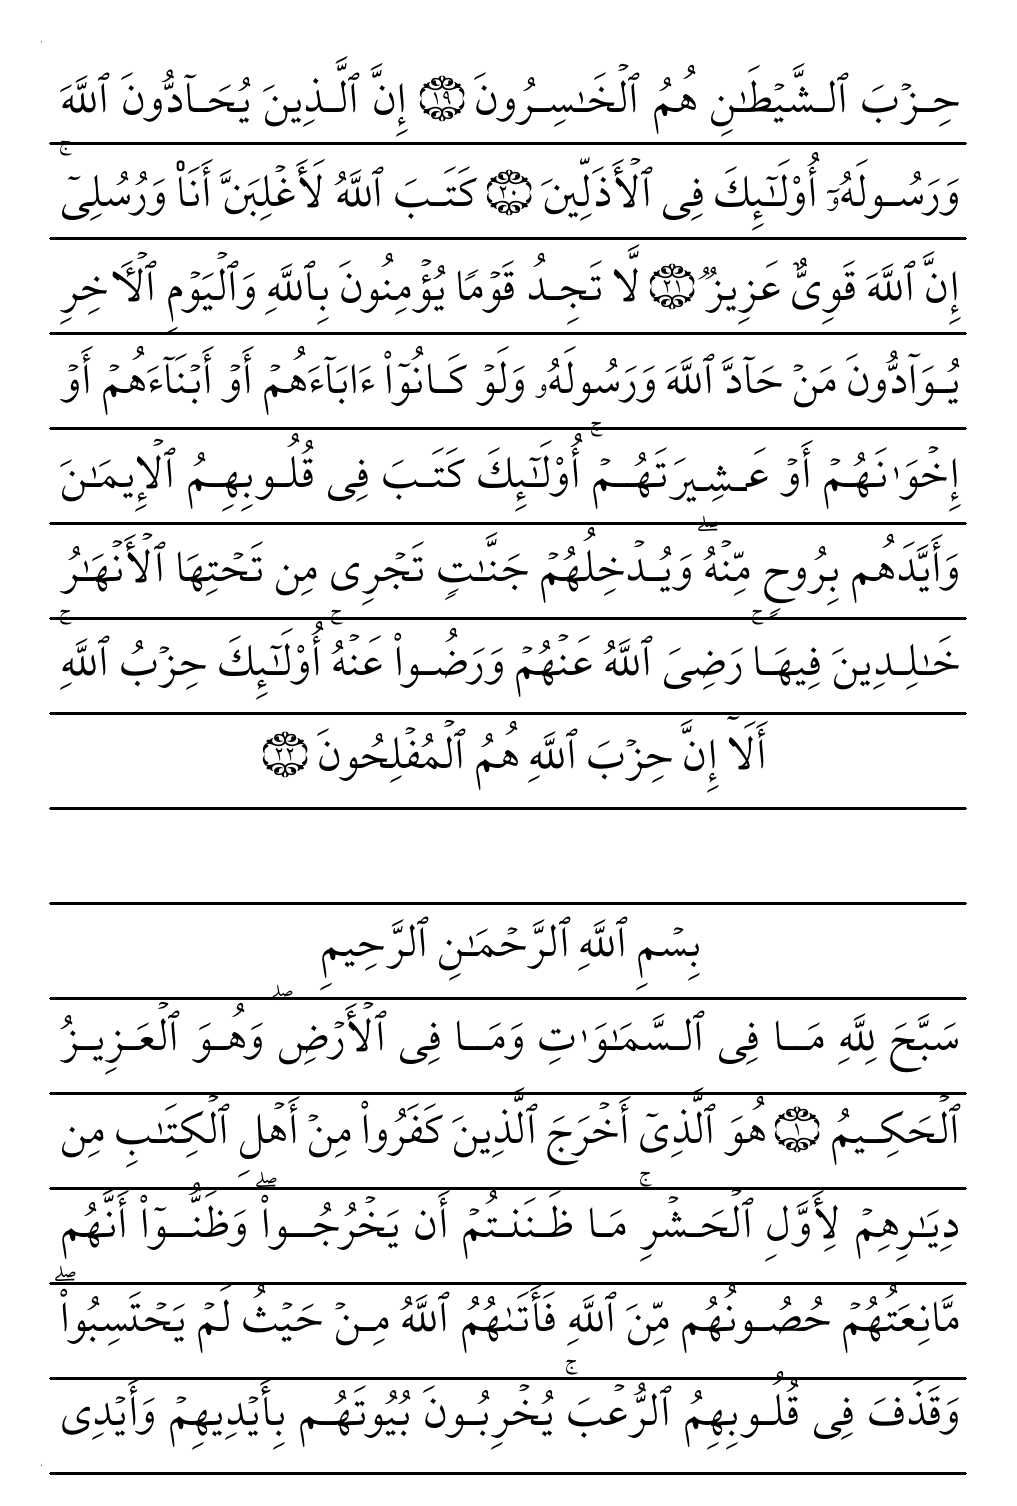 حِزۡبَ ٱلشَّيۡطَٰنِ هُمُ ٱلۡخَٰسِرُونَ ١٩ إِنَّ ٱلَّذِينَ يُحَآدُّونَ ٱللَّهَ
وَرَسُولَهُۥٓ أُوْلَٰٓئِكَ فِي ٱلۡأَذَلِّينَ ٢٠ كَتَبَ ٱللَّهُ لَأَغۡلِبَنَّ أَنَا۠ وَرُسُلِيٓۚ
إِنَّ ٱللَّهَ قَوِيٌّ عَزِيزٞ ٢١ لَّا تَجِدُ قَوۡمٗا يُؤۡمِنُونَ بِٱللَّهِ وَٱلۡيَوۡمِ ٱلۡأٓخِرِ
يُوَآدُّونَ مَنۡ حَآدَّ ٱللَّهَ وَرَسُولَهُۥ وَلَوۡ كَانُوٓاْ ءَابَآءَهُمۡ أَوۡ أَبۡنَآءَهُمۡ أَوۡ
إِخۡوَٰنَهُمۡ أَوۡ عَشِيرَتَهُمۡۚ أُوْلَٰٓئِكَ كَتَبَ فِي قُلُوبِهِمُ ٱلۡإِيمَٰنَ
وَأَيَّدَهُم بِرُوحٖ مِّنۡهُۖ وَيُدۡخِلُهُمۡ جَنَّٰتٖ تَجۡرِي مِن تَحۡتِهَا ٱلۡأَنۡهَٰرُ
خَٰلِدِينَ فِيهَاۚ رَضِيَ ٱللَّهُ عَنۡهُمۡ وَرَضُواْ عَنۡهُۚ أُوْلَٰٓئِكَ حِزۡبُ ٱللَّهِۚ
أَلَآ إِنَّ حِزۡبَ ٱللَّهِ هُمُ ٱلۡمُفۡلِحُونَ ٢٢
بِسۡمِ ٱللَّهِ ٱلرَّحۡمَٰنِ ٱلرَّحِيمِ
سَبَّحَ لِلَّهِ مَا فِي ٱلسَّمَٰوَٰتِ وَمَا فِي ٱلۡأَرۡضِۖ وَهُوَ ٱلۡعَزِيزُ
ٱلۡحَكِيمُ ١ هُوَ ٱلَّذِيٓ أَخۡرَجَ ٱلَّذِينَ كَفَرُواْ مِنۡ أَهۡلِ ٱلۡكِتَٰبِ مِن
دِيَٰرِهِمۡ لِأَوَّلِ ٱلۡحَشۡرِۚ مَا ظَنَنتُمۡ أَن يَخۡرُجُواْۖ وَظَنُّوٓاْ أَنَّهُم
مَّانِعَتُهُمۡ حُصُونُهُم مِّنَ ٱللَّهِ فَأَتَىٰهُمُ ٱللَّهُ مِنۡ حَيۡثُ لَمۡ يَحۡتَسِبُواْۖ
وَقَذَفَ فِي قُلُوبِهِمُ ٱلرُّعۡبَۚ يُخۡرِبُونَ بُيُوتَهُم بِأَيۡدِيهِمۡ وَأَيۡدِي